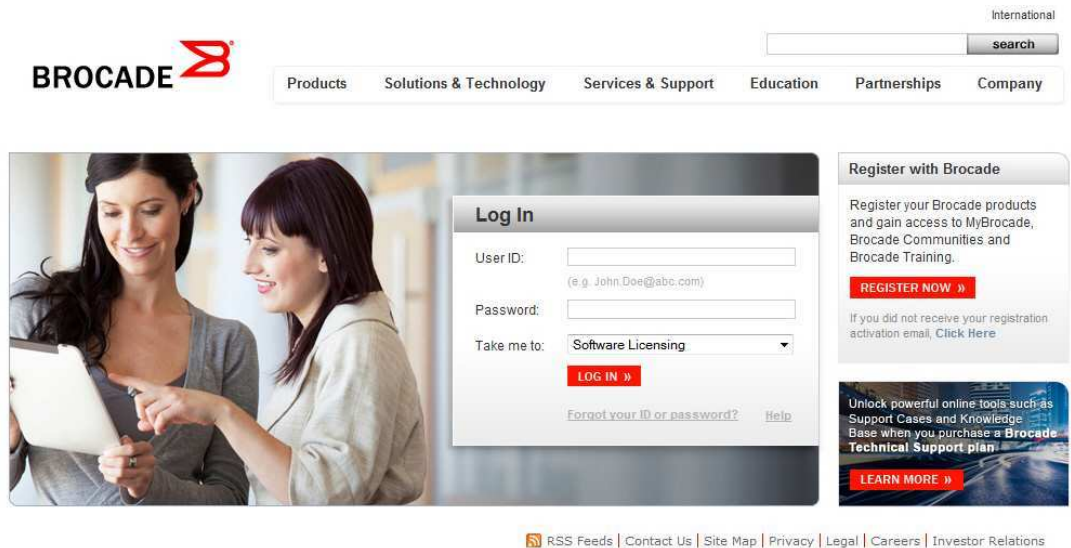 International
search
BROCADE
Products Solutions & Technology Services & Support Education Partnerships Company
Log In
User ID:
(e.g. John.Doe@abc.com)
Password:
Take me to: Software Licensing
LOG IN »
Forgot your ID or password? Help
Register with Brocade
Register your Brocade products
and gain access to MyBrocade,
Brocade Communities and
Brocade Training.
REGISTER NOW »
If you did not receive your registration
activation email, Click Here
Unlock powerful online tools such as
Support Cases and Knowledge
Base when you purchase a Brocade
Technical Support plan
LEARN MORE »
RSS Feeds | Contact Us | Site Map | Privacy | Legal | Careers | Investor Relations